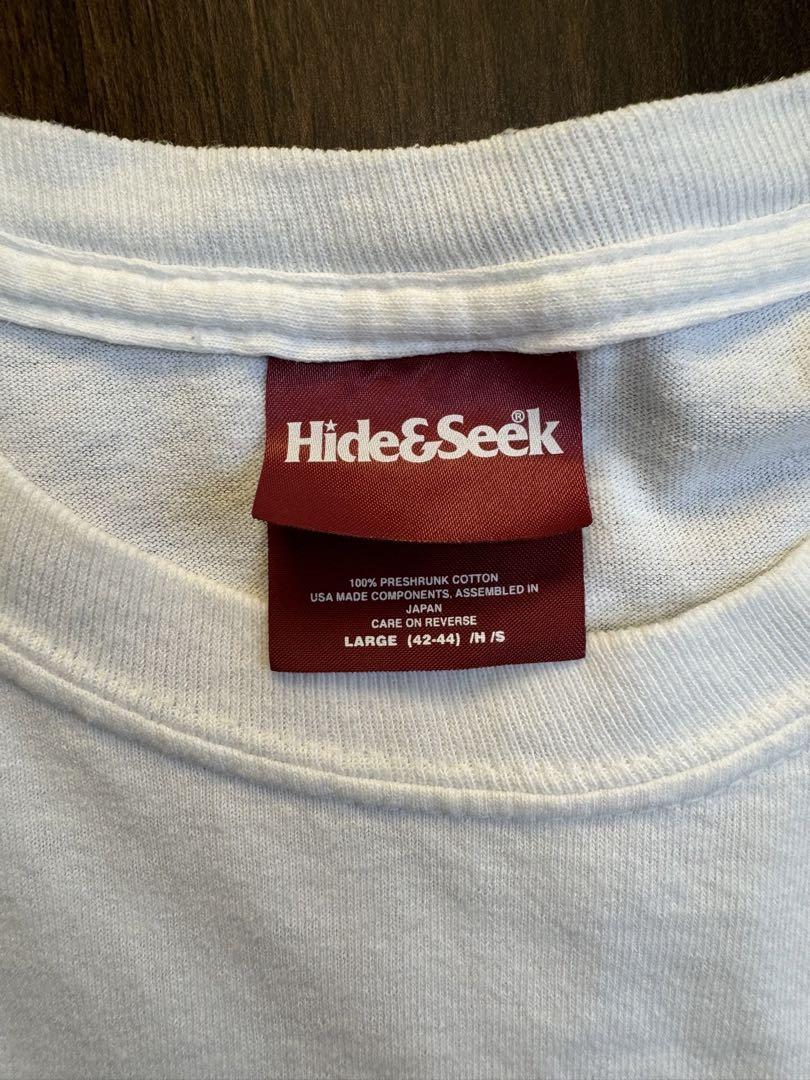 Hide&Seek®
100% PRESHRUNK COTTON
USA MADE COMPONENTS, ASSEMBLED IN
JAPAN
CARE ON REVERSE
LARGE (42-44) /H /S